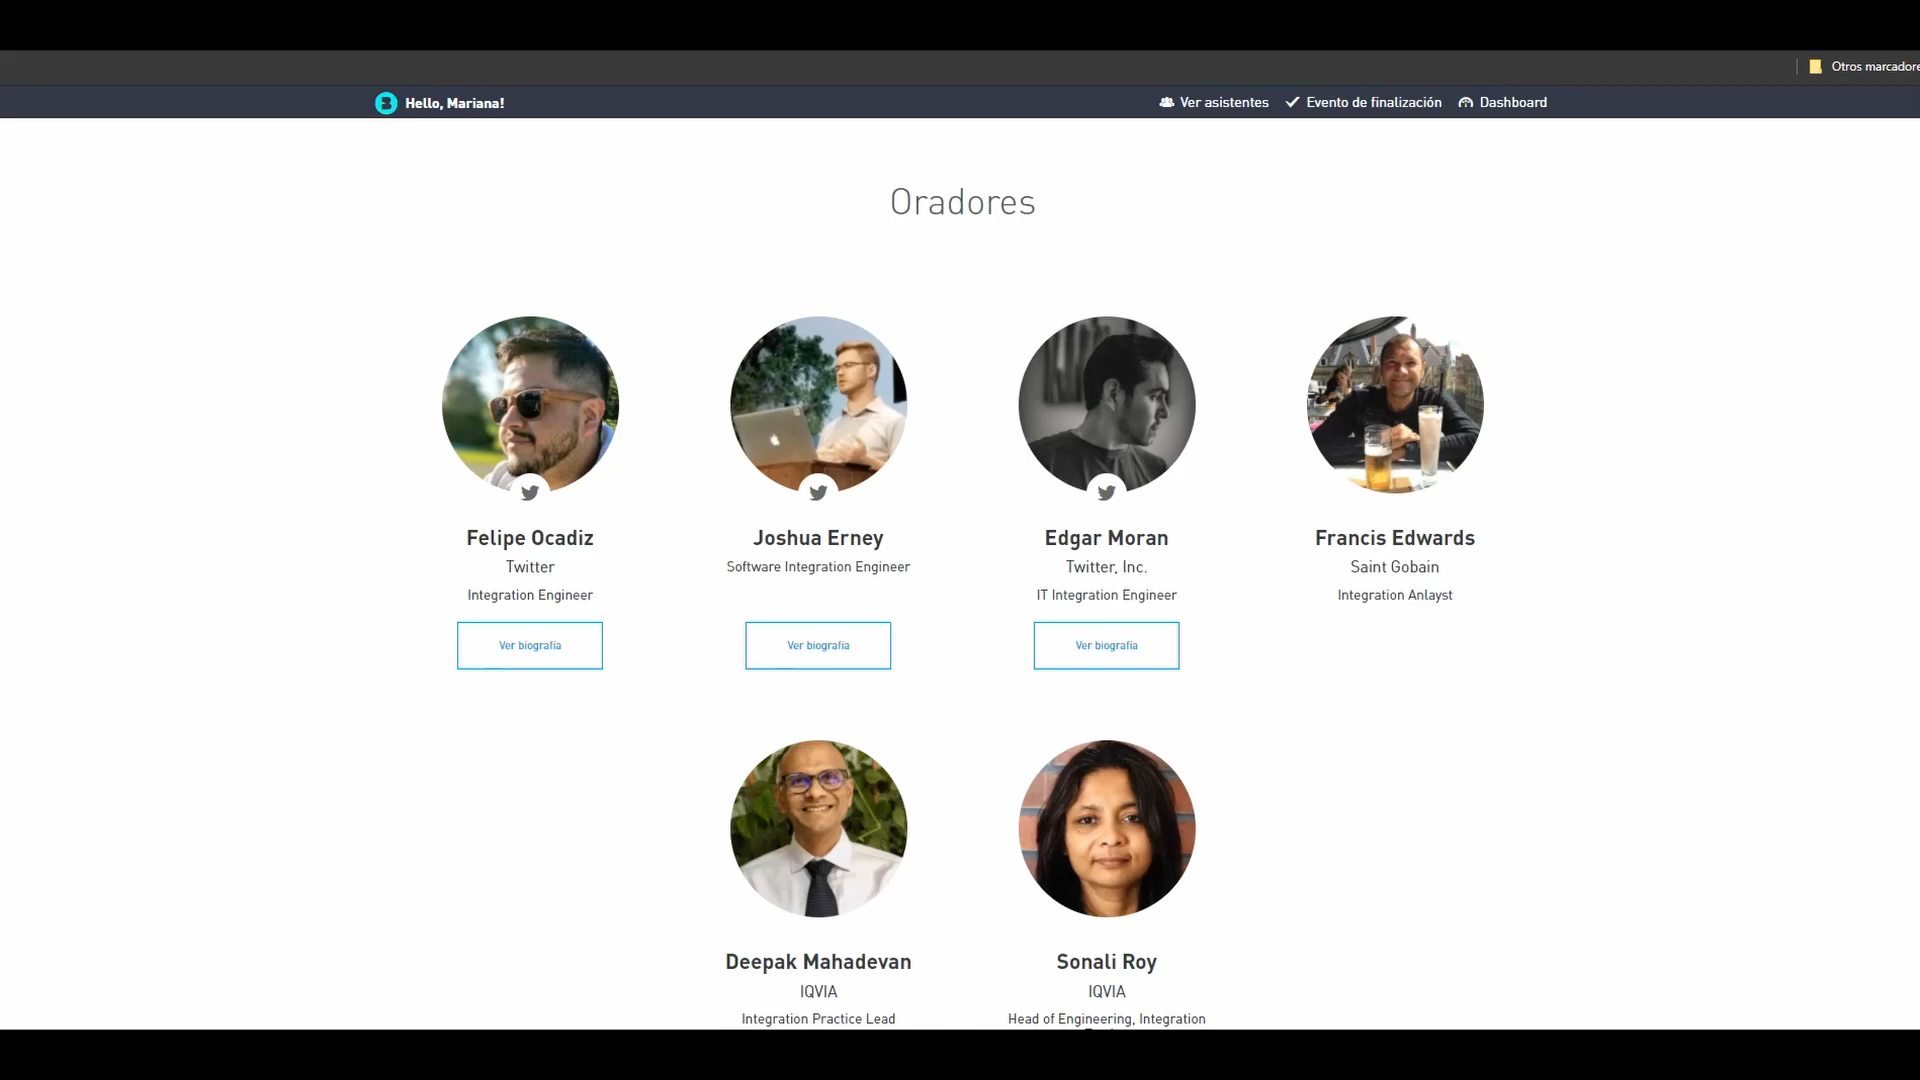 Otros marcadore
Hello, Mariana!
Ver asistentes
Evento de finalización
Dashboard
Oradores
Felipe Ocadiz
Twitter
Integration Engineer
Ver biografía
Joshua Erney
Software Integration Engineer
Ver biografía
Edgar Moran
Twitter, Inc.
IT Integration Engineer
Ver biografía
Francis Edwards
Saint Gobain
Integration Anlayst
Deepak Mahadevan
IQVIA
Integration Practice Lead
Sonali Roy
IQVIA
Head of Engineering, Integration